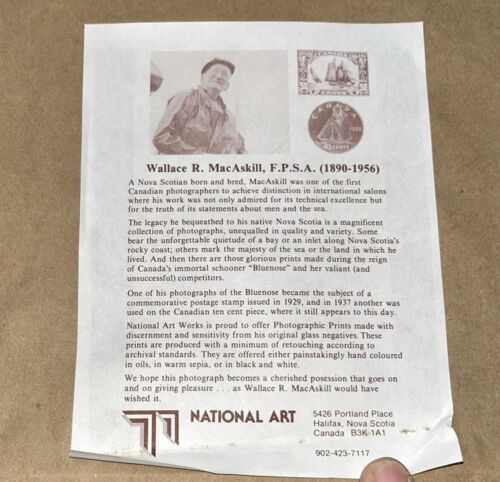 CANADA
CANADA
1966
10 CENTS
Wallace R. MacAskill, F.P.S.A. (1890-1956)
A Nova Scotian born and bred, MacAskill was one of the first
Canadian photographers to achieve distinction in international salons
where his work was not only admired for its technical excellence but
for the truth of its statements about men and the sea.
The legacy he bequeathed to his native Nova Scotia is a magnificent
collection of photographs, unequalled in quality and variety. Some
bear the unforgettable quietude of a bay or an inlet along Nova Scotia's
rocky coast; others mark the majesty of the sea or the land in which he
lived. And then there are those glorious prints made during the reign
of Canada's immortal schooner "Bluenose" and her valiant (and
unsuccessful) competitors.
One of his photographs of the Bluenose became the subject of a
commemorative postage stamp issued in 1929, and in 1937 another was
used on the Canadian ten cent piece, where it still appears to this day.
National Art Works is proud to offer Photographic Prints made with
discernment and sensitivity from his original glass negatives. These
prints are produced with a minimum of retouching according to
archival standards. They are offered either painstakingly hand coloured
in oils, in warm sepia, or in black and white.
We hope this photograph becomes a cherished posession that goes on
and on giving pleasure . . . as Wallace R. MacAskill would have
wished it.
NATIONAL ART
5426 Portland Place
Halifax, Nova Scotia
Canada B3K 1A1
902-423-7117